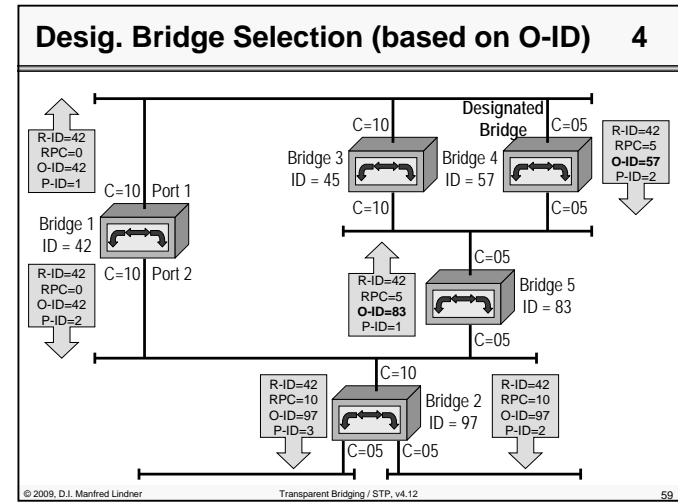 Desig. Bridge Selection (based on O-ID) 4
R-ID=42
RPC=0
O-ID=42
P-ID=1
C=10 Port 1
Bridge 1
ID = 42
C=10 Port 2
R-ID=42
RPC=0
O-ID=42
P-ID=2
C=10
Bridge 3
ID = 45
C=10
Designated
Bridge
C=05
Bridge 4
ID = 57
C=05
R-ID=42
RPC=5
O-ID=57
P-ID=2
R-ID=42
RPC=5
O-ID=83
P-ID=1
C=05
Bridge 5
ID = 83
C=05
C=10
R-ID=42
RPC=10
O-ID=97
P-ID=3
Bridge 2
ID = 97
C=05 C=05
R-ID=42
RPC=10
O-ID=97
P-ID=2
© 2009, D.I. Manfred Lindner Transparent Bridging / STP, v4.12 59